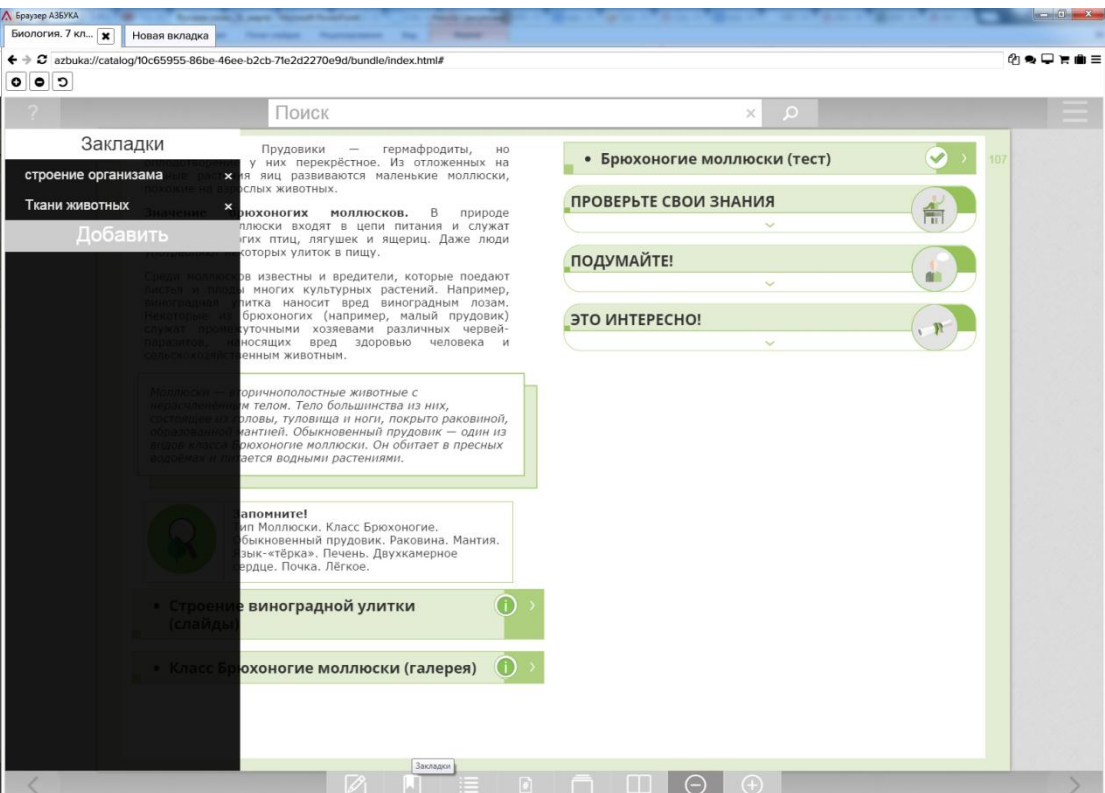 Браузер АЗБУКА
Биология. 7 кл...
Новая вкладка
azbuka://catalog/10c65955-86be-46ee-b2cb-71e2d2270e9d/bundle/index.html#
?
Поиск
Закладки
строение организама
Ткани животных
Добавить
Прудовики — гермафродиты, но
у них перекрёстное. Из отложенных на
яиц развиваются маленькие моллюски,
похожие на взрослых животных.
Значение брюхоногих моллюсков. В природе
моллюски входят в цепи питания и служат
птиц, лягушек и ящериц. Даже люди
некоторых улиток в пищу.
Среди моллюсков известны и вредители, которые поедают
листья и плоды многих культурных растений. Например,
виноградная улитка наносит вред виноградным лозам.
Некоторые из брюхоногих (например, малый прудовик)
служат промежуточными хозяевами различных червей-
паразитов, наносящих вред здоровью человека и
сельскохозяйственным животным.
Моллюски — вторичнополостные животные с
нерасчленённым телом. Тело большинства из них,
состоящее из головы, туловища и ноги, покрыто раковиной,
образованной мантией. Обыкновенный прудовик — один из
видов класса Брюхоногие моллюски. Он обитает в пресных
водоёмах и питается водными растениями.
Запомните!
Тип Моллюски. Класс Брюхоногие.
Обыкновенный прудовик. Раковина. Мантия.
Язык-«тёрка». Печень. Двухкамерное
сердце. Почка. Лёгкое.
• Строение виноградной улитки
(слайды)
• Класс Брюхоногие моллюски (галерея)
• Брюхоногие моллюски (тест)
107
ПРОВЕРЬТЕ СВОИ ЗНАНИЯ
ПОДУМАЙТЕ!
ЭТО ИНТЕРЕСНО!
Закладки